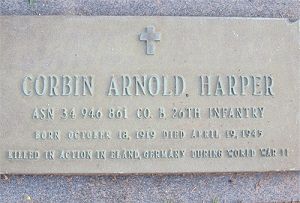 CORBIN ARNOLD HARPER
ASN 34 946 861 CO. B 26TH INFANTRY
BORN OCTOBER 18, 1919 DIED APRIL 19, 1945
KILLED IN ACTION IN ELAND, GERMANY DURING WORLD WAR II